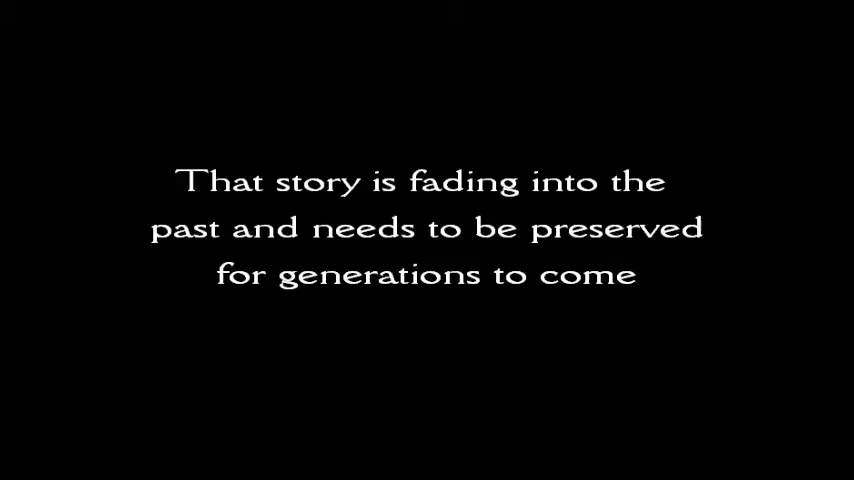 That story is fading into the
past and needs to be preserved
for generations to come